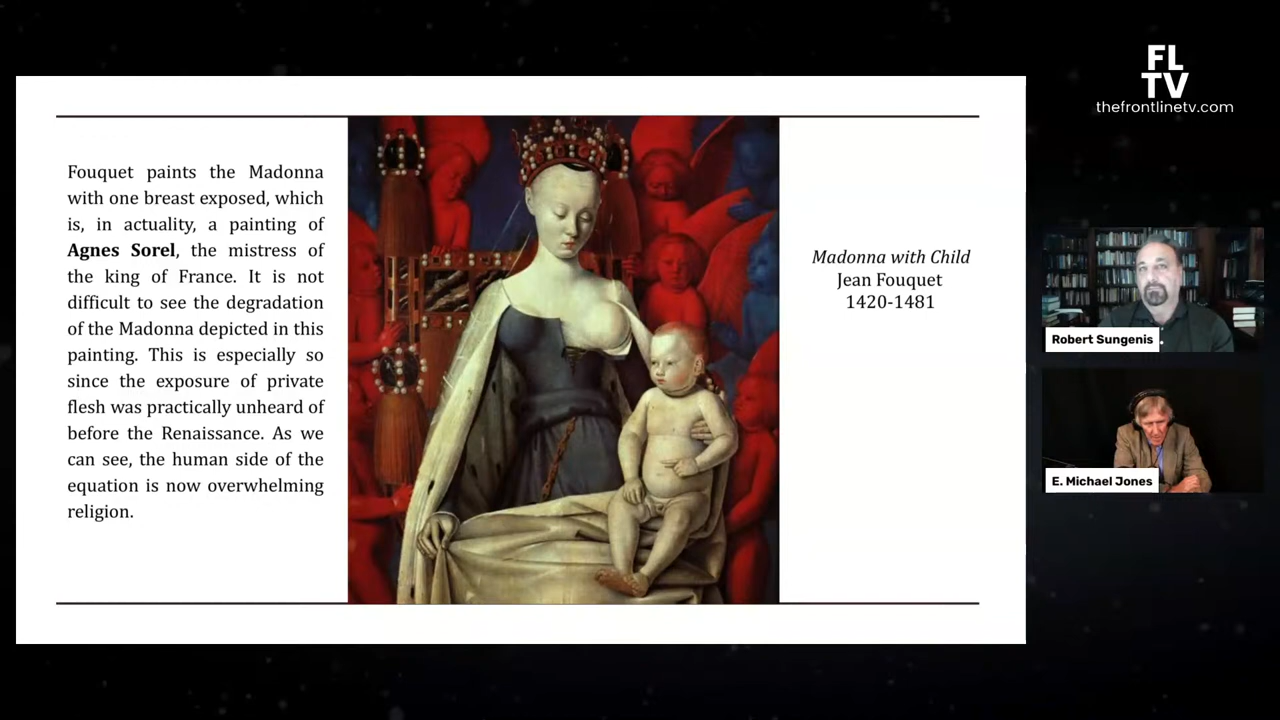 FL
TV
thefrontlinetv.com
Fouquet paints the Madonna
with one breast exposed, which
is, in actuality, a painting of
Agnes Sorel, the mistress of
the king of France. It is not
difficult to see the degradation
of the Madonna depicted in this
painting. This is especially so
since the exposure of private
flesh was practically unheard of
before the Renaissance. As we
can see, the human side of the
equation is now overwhelming
religion.
Madonna with Child
Jean Fouquet
1420-1481
Robert Sungenis
E. Michael Jones